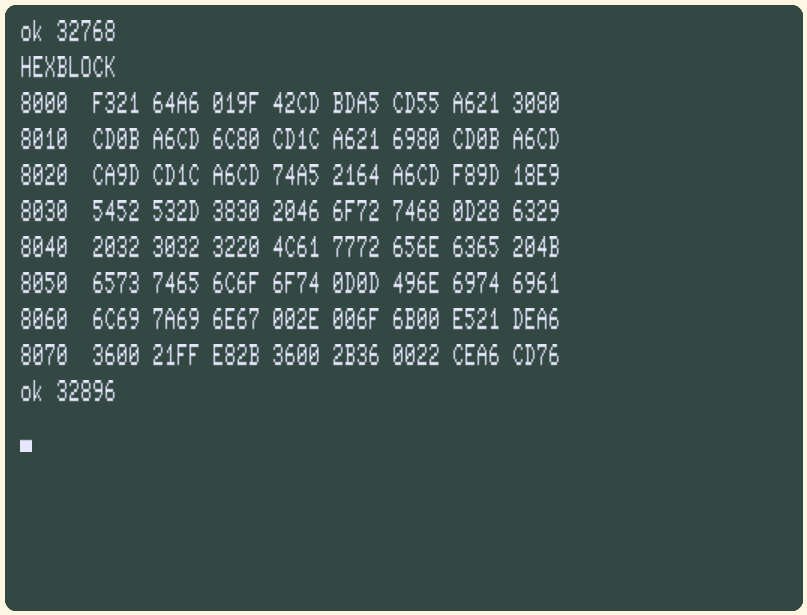 ok 32768
HEXBLOCK
8000  F321 64A6 019F 42CD BDA5 CD55 A621 3080
8010  CD0B A6CD 6C80 CD1C A621 6980 CD0B A6CD
8020  CA9D CD1C A6CD 74A5 2164 A6CD F89D 18E9
8030  5452 532D 3830 2046 6F72 7468 0D28 6329
8040  2032 3032 3220 4C61 7772 656E 6365 204B
8050  6573 7465 6C6F 6F74 0D0D 496E 6974 6961
8060  6C69 7A69 6E67 002E 006F 6B00 E521 DEA6
8070  3600 21FF E82B 3600 2B36 0022 CEA6 CD76
ok 32896